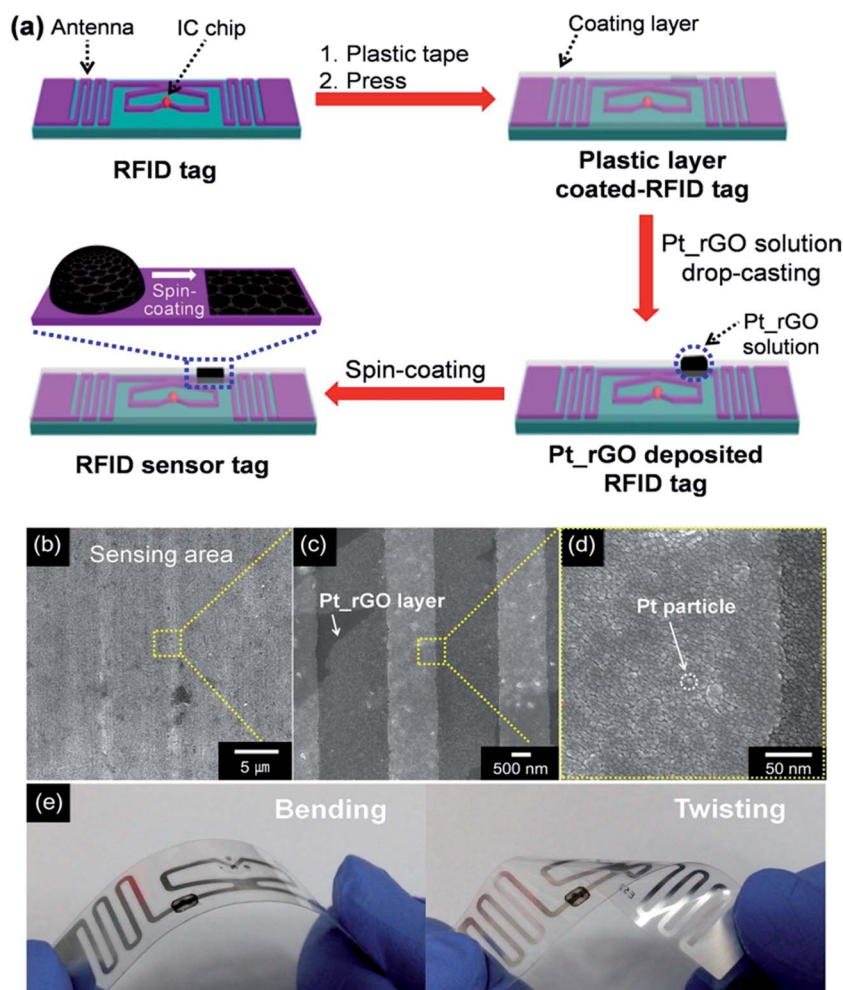 (a)
Antenna
IC chip
1. Plastic tape
2. Press
Coating layer
RFID tag
Plastic layer
coated-RFID tag
Pt_rGO solution
drop-casting
Spin-
coating
Pt_rGO
solution
Spin-coating
RFID sensor tag
Pt_rGO deposited
RFID tag
(b)
Sensing area
5 μm
(c)
Pt_rGO layer
500 nm
(d)
Pt particle
50 nm
(e)
Bending
Twisting